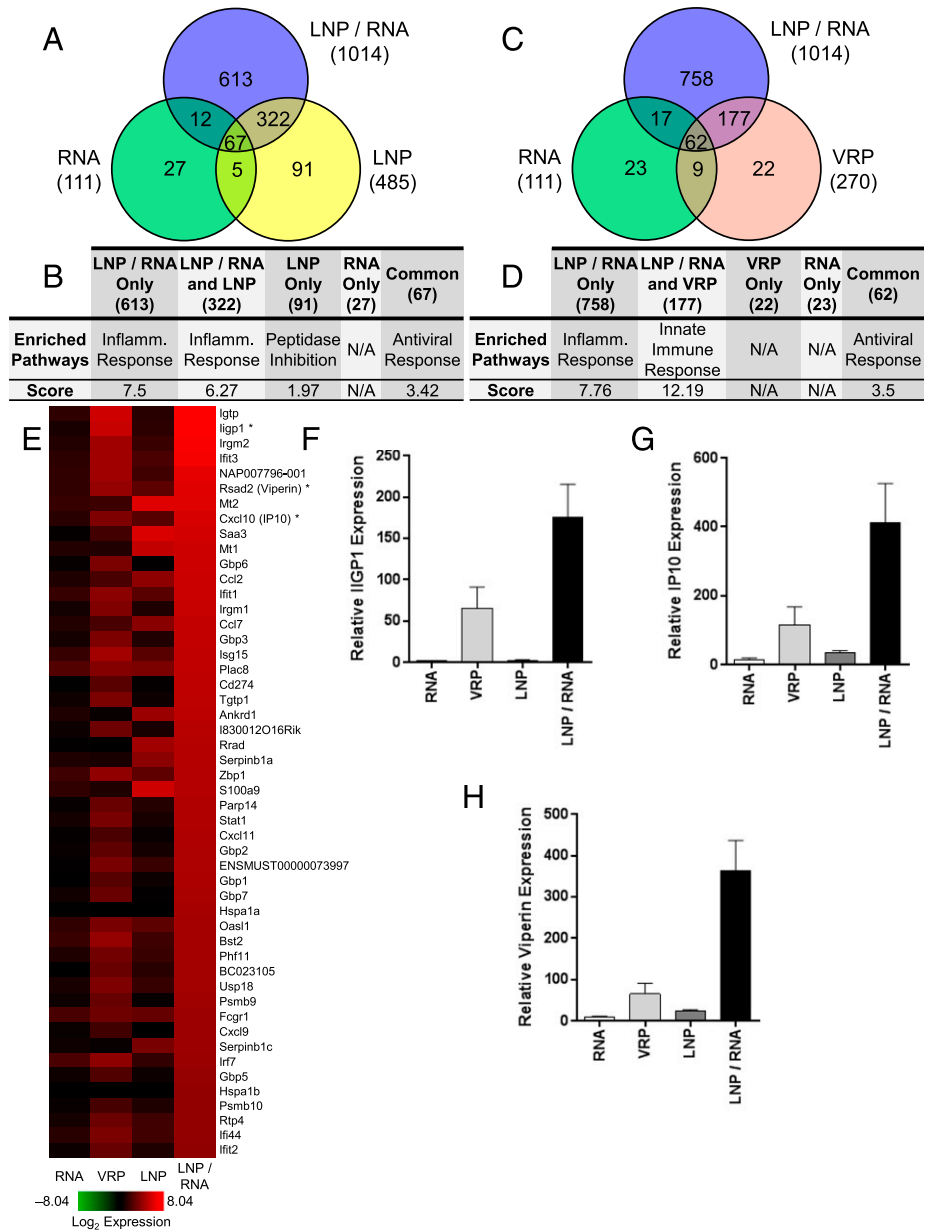 A
LNP / RNA
(1014)
613
12
322
67
RNA
(111)
27
5
91
LNP
(485)
C
LNP / RNA
(1014)
758
17
177
62
RNA
(111)
23
9
22
VRP
(270)
B
LNP / RNA Only (613)
LNP / RNA and LNP (322)
LNP Only (91)
RNA Only (27)
Common (67)
Enriched Pathways
Inflamm. Response
Inflamm. Response
Peptidase Inhibition
N/A
Antiviral Response
Score
7.5
6.27
1.97
N/A
3.42
D
LNP / RNA Only (758)
LNP / RNA and VRP (177)
VRP Only (22)
RNA Only (23)
Common (62)
Enriched Pathways
Inflamm. Response
Innate Immune Response
N/A
N/A
Antiviral Response
Score
7.76
12.19
N/A
N/A
3.5
E
Igtp
Iigp1 *
Irgm2
Ifit3
NAP007796-001
Rsad2 (Viperin) *
Mt2
Cxcl10 (IP10) *
Saa3
Mt1
Gbp6
Ccl2
Ifit1
Irgm1
Ccl7
Gbp3
Isg15
Plac8
Cd274
Tgtp1
Ankrd1
I830012O16Rik
Rrad
Serpinb1a
Zbp1
S100a9
Parp14
Stat1
Cxcl11
Gbp2
ENSMUST00000073997
Gbp1
Gbp7
Hspa1a
Oasl1
Bst2
Phf11
BC023105
Usp18
Psmb9
Fcgr1
Cxcl9
Serpinb1c
Irf7
Gbp5
Hspa1b
Psmb10
Rtp4
Ifi44
Ifit2
RNA
VRP
LNP
LNP / RNA
–8.04
8.04
Log2 Expression
F
Relative IIGP1 Expression
250
200
150
100
50
0
RNA
VRP
LNP
LNP / RNA
G
Relative IP10 Expression
600
400
200
0
RNA
VRP
LNP
LNP / RNA
H
Relative Viperin Expression
500
400
300
200
100
0
RNA
VRP
LNP
LNP / RNA